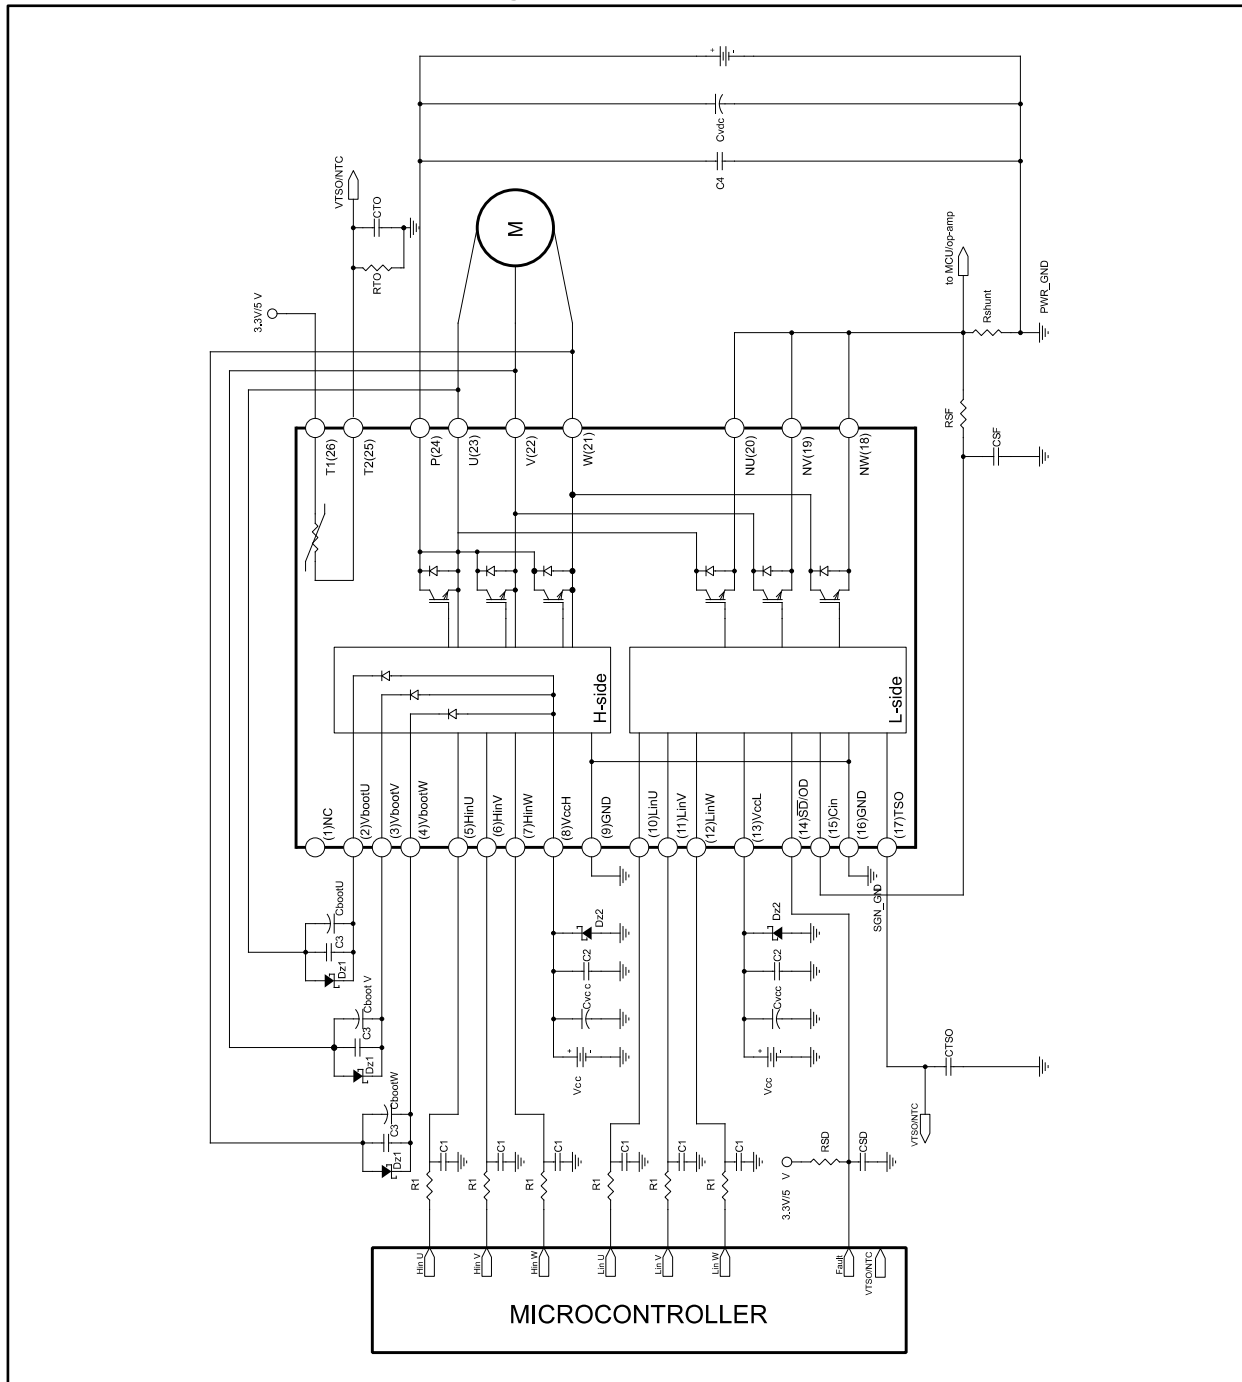 +
-
Cvdc
C4
VTSO/NTC
CTO
RTO
3.3V/5 V
M
to MCU/op-amp
Rshunt
PWR_GND
RSF
CSF
T1(26)
T2(25)
P(24)
U(23)
V(22)
W(21)
NU(20)
NV(19)
NW(18)
H-side
L-side
(1)NC
(2)VbootU
(3)VbootV
(4)VbootW
(5)HinU
(6)HinV
(7)HinW
(8)VccH
(9)GND
(10)LinU
(11)LinV
(12)LinW
(13)VccL
(14)S̅D̅/OD
(15)Cin
(16)GND
(17)TSO
CbootU
C3
Dz1
Cboot V
C3
Dz1
CbootW
C3
Dz1
Dz2
C2
Cvc c
+
-
Vcc
Dz2
C2
Cvcc
+
-
Vcc
SGN_GND
CTSO
VTSO/NTC
R1
C1
R1
C1
R1
C1
R1
C1
R1
C1
R1
C1
3.3V/5 V
RSD
CSD
Hin U
Hin V
Hin W
Lin U
Lin V
Lin W
Fault
VTSO/NTC
MICROCONTROLLER